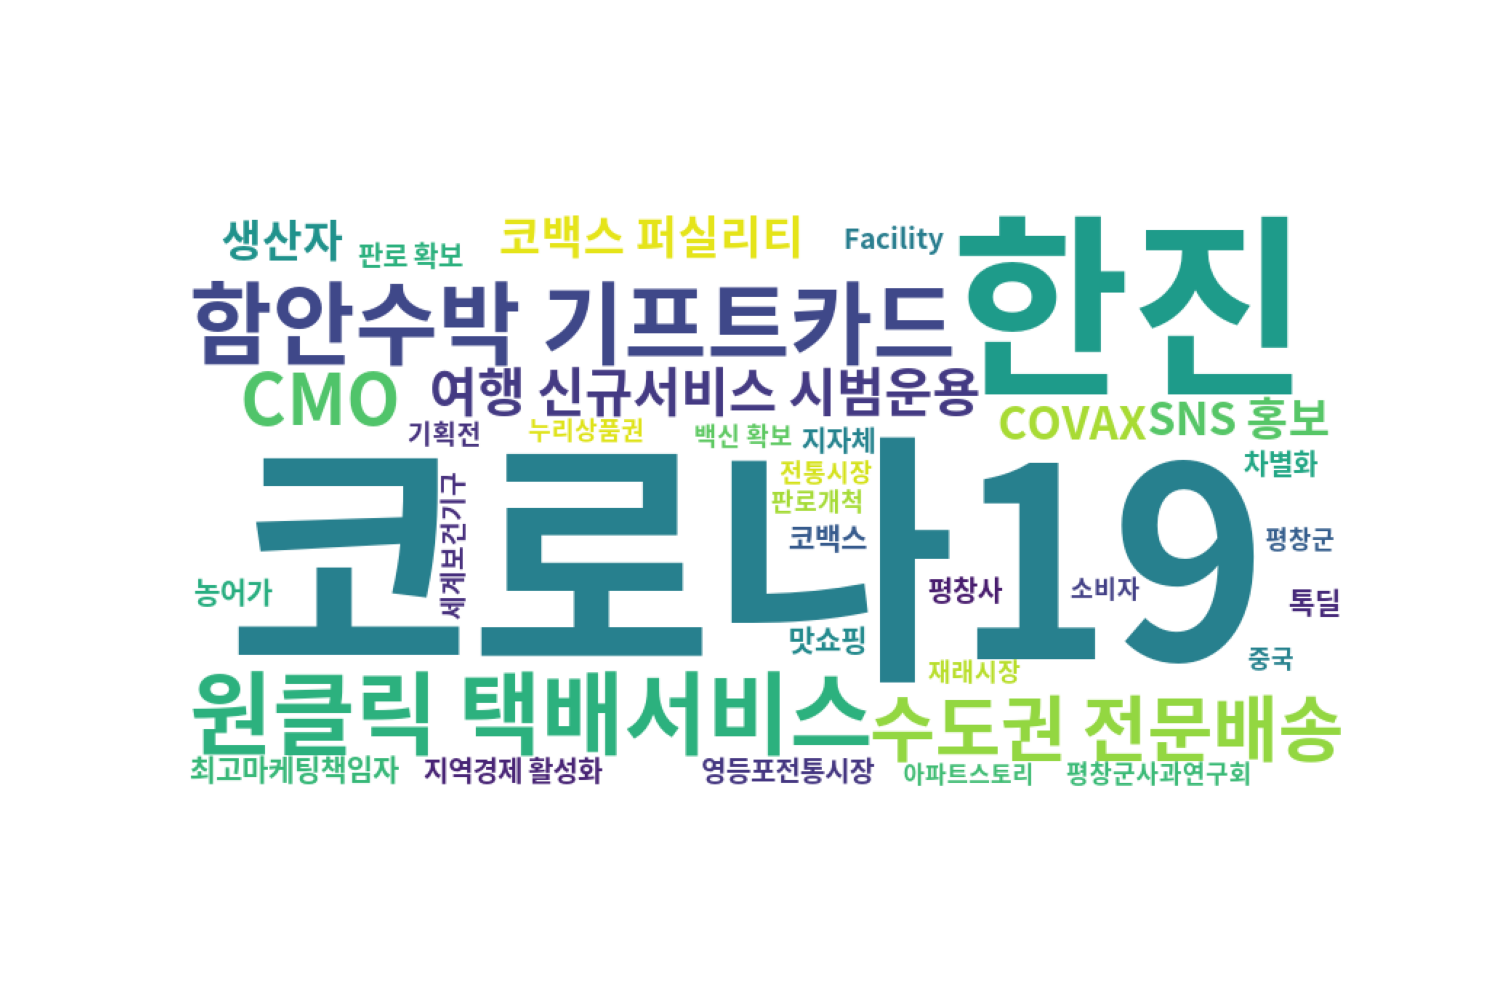 생산자
판로 확보
코백스 퍼실리티
Facility
한진
함안수박 기프트카드
CMO
여행 신규서비스 시범운용
COVAX
SNS 홍보
기획전
누리상품권
백신 확보
지자체
코로나19
세계보건기구
전통시장
판로개척
코백스
차별화
평창군
농어가
평창사
소비자
톡딜
맛쇼핑
재래시장
중국
원클릭 택배서비스
수도권 전문배송
최고마케팅책임자
지역경제 활성화
영등포전통시장
아파트스토리
평창군사과연구회